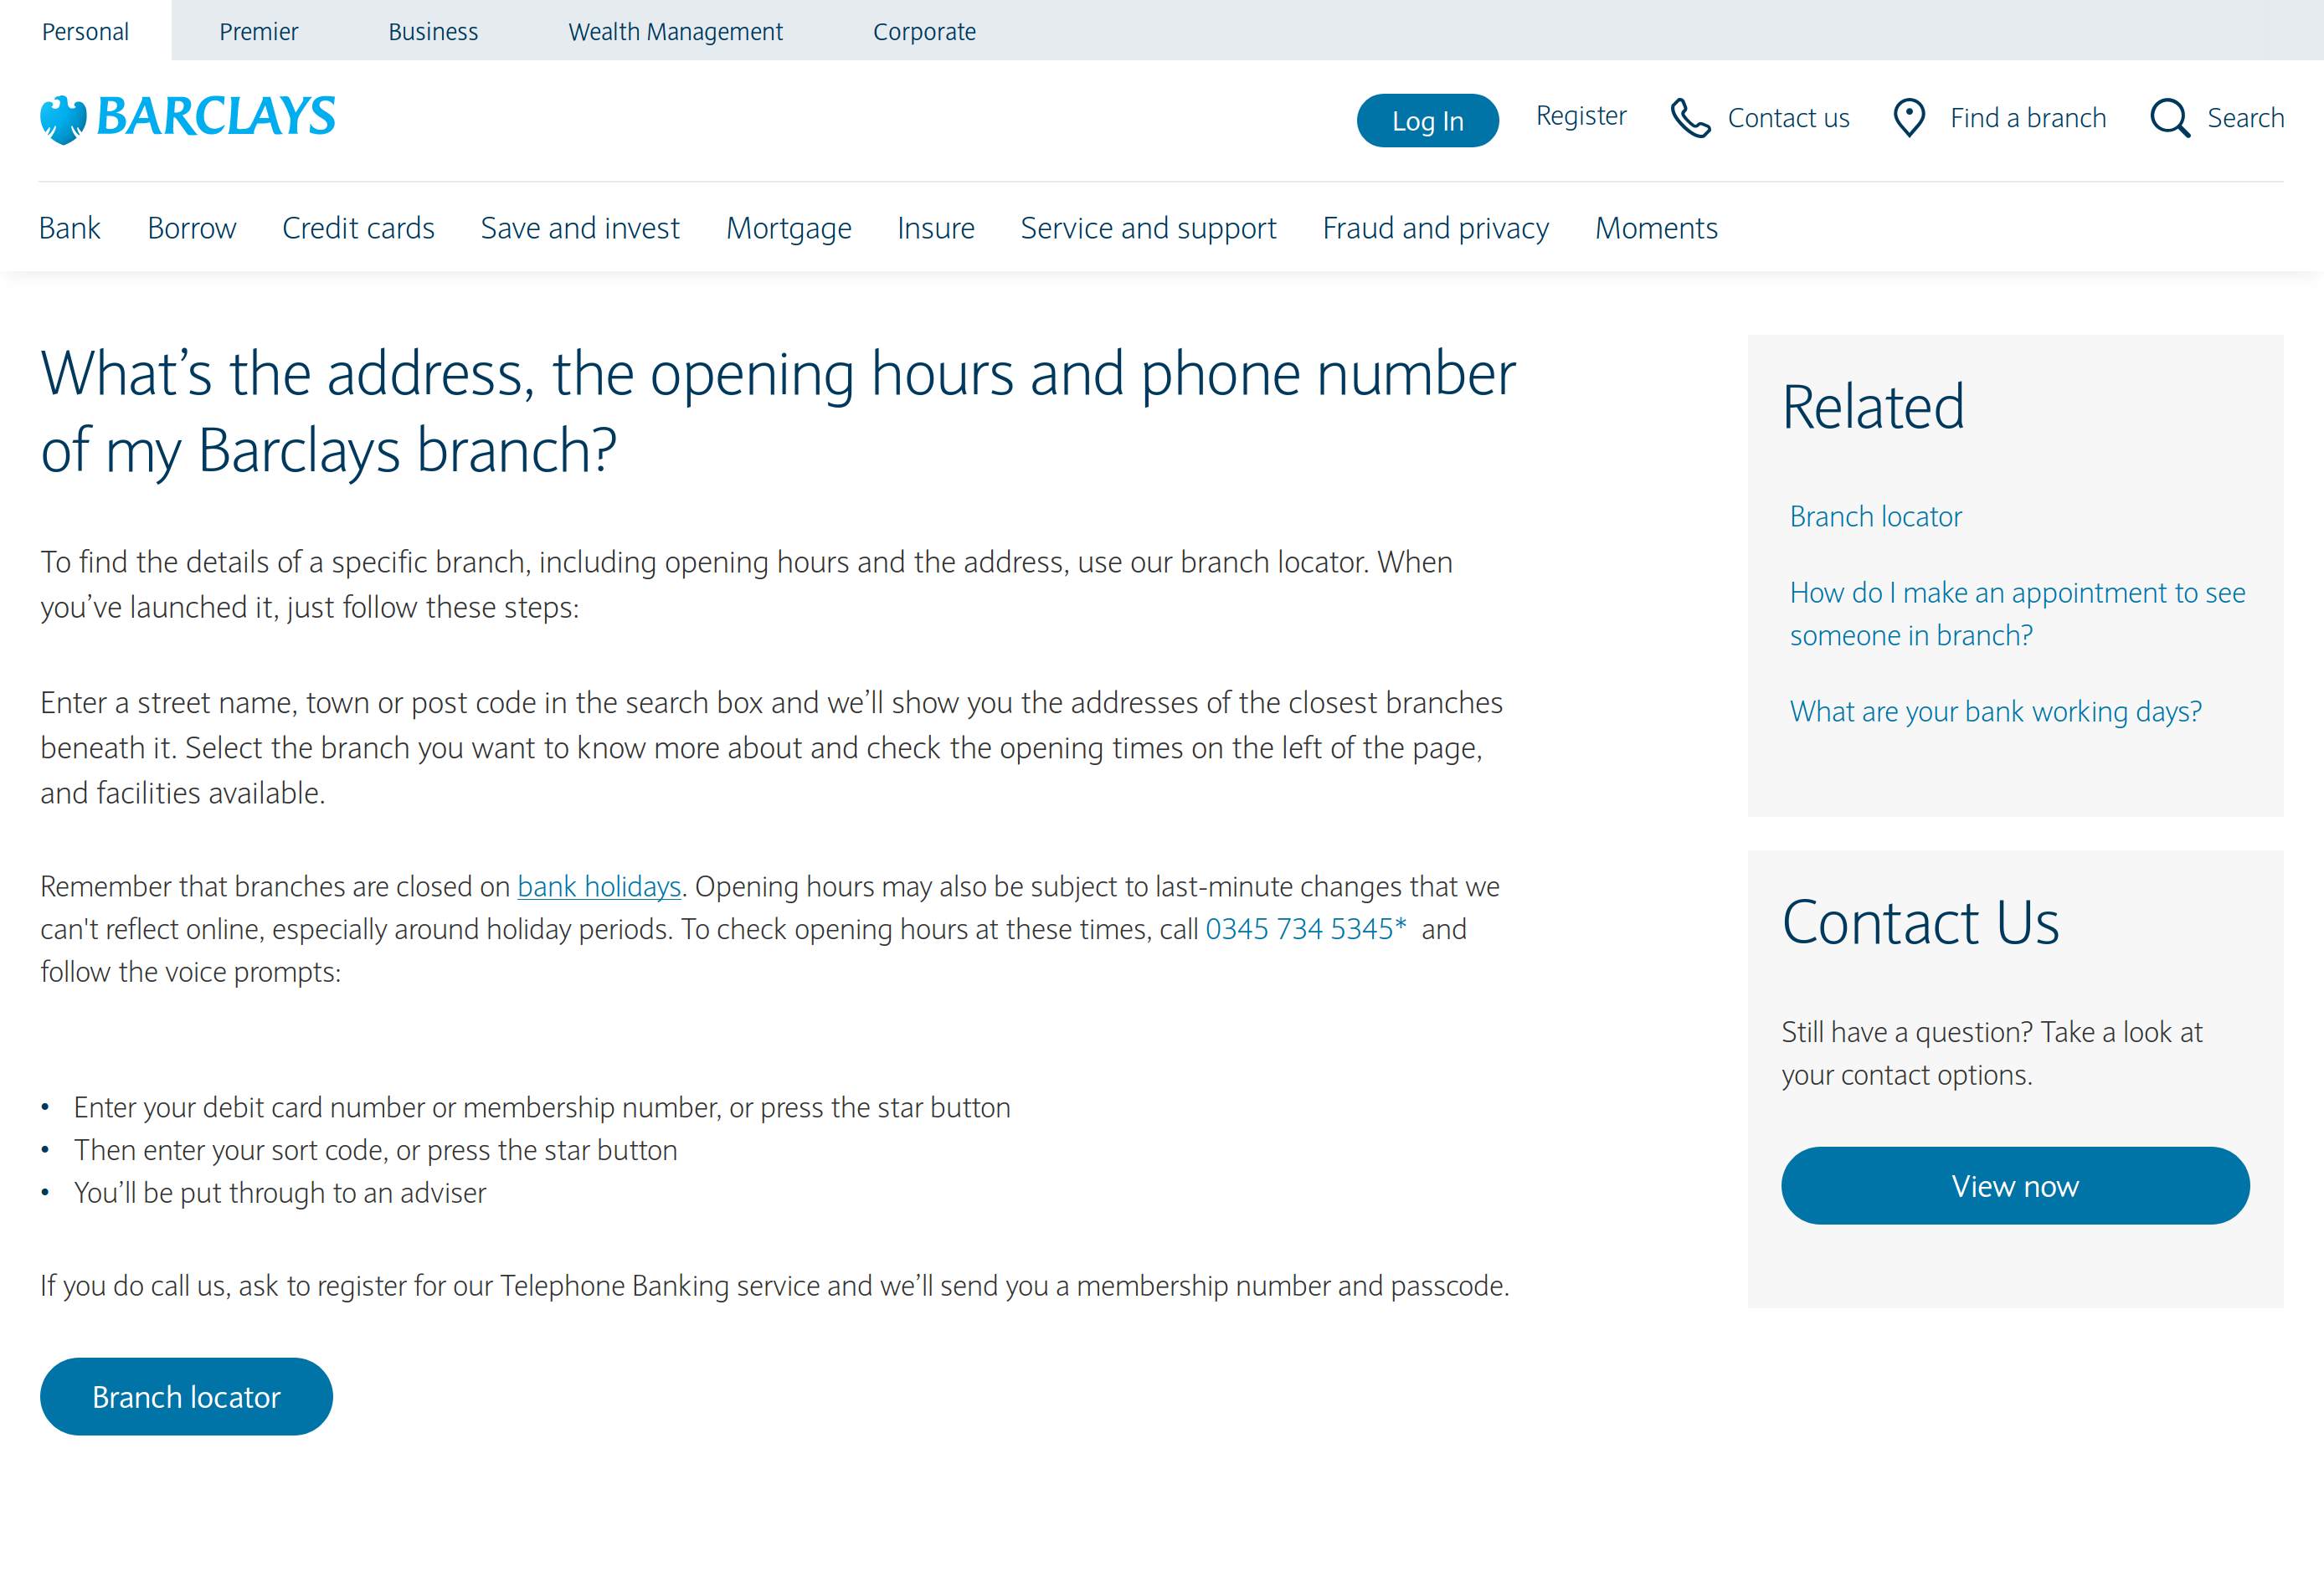 Personal Premier Business Wealth Management Corporate
BARCLAYS
Log In Register Contact us Find a branch Search
Bank Borrow Credit cards Save and invest Mortgage Insure Service and support Fraud and privacy Moments
What’s the address, the opening hours and phone number
of my Barclays branch?
To find the details of a specific branch, including opening hours and the address, use our branch locator. When
you’ve launched it, just follow these steps:
Enter a street name, town or post code in the search box and we’ll show you the addresses of the closest branches
beneath it. Select the branch you want to know more about and check the opening times on the left of the page,
and facilities available.
Remember that branches are closed on bank holidays. Opening hours may also be subject to last-minute changes that we
can't reflect online, especially around holiday periods. To check opening hours at these times, call 0345 734 5345* and
follow the voice prompts:
• Enter your debit card number or membership number, or press the star button
• Then enter your sort code, or press the star button
• You’ll be put through to an adviser
If you do call us, ask to register for our Telephone Banking service and we’ll send you a membership number and passcode.
Branch locator
Related
Branch locator
How do I make an appointment to see
someone in branch?
What are your bank working days?
Contact Us
Still have a question? Take a look at
your contact options.
View now